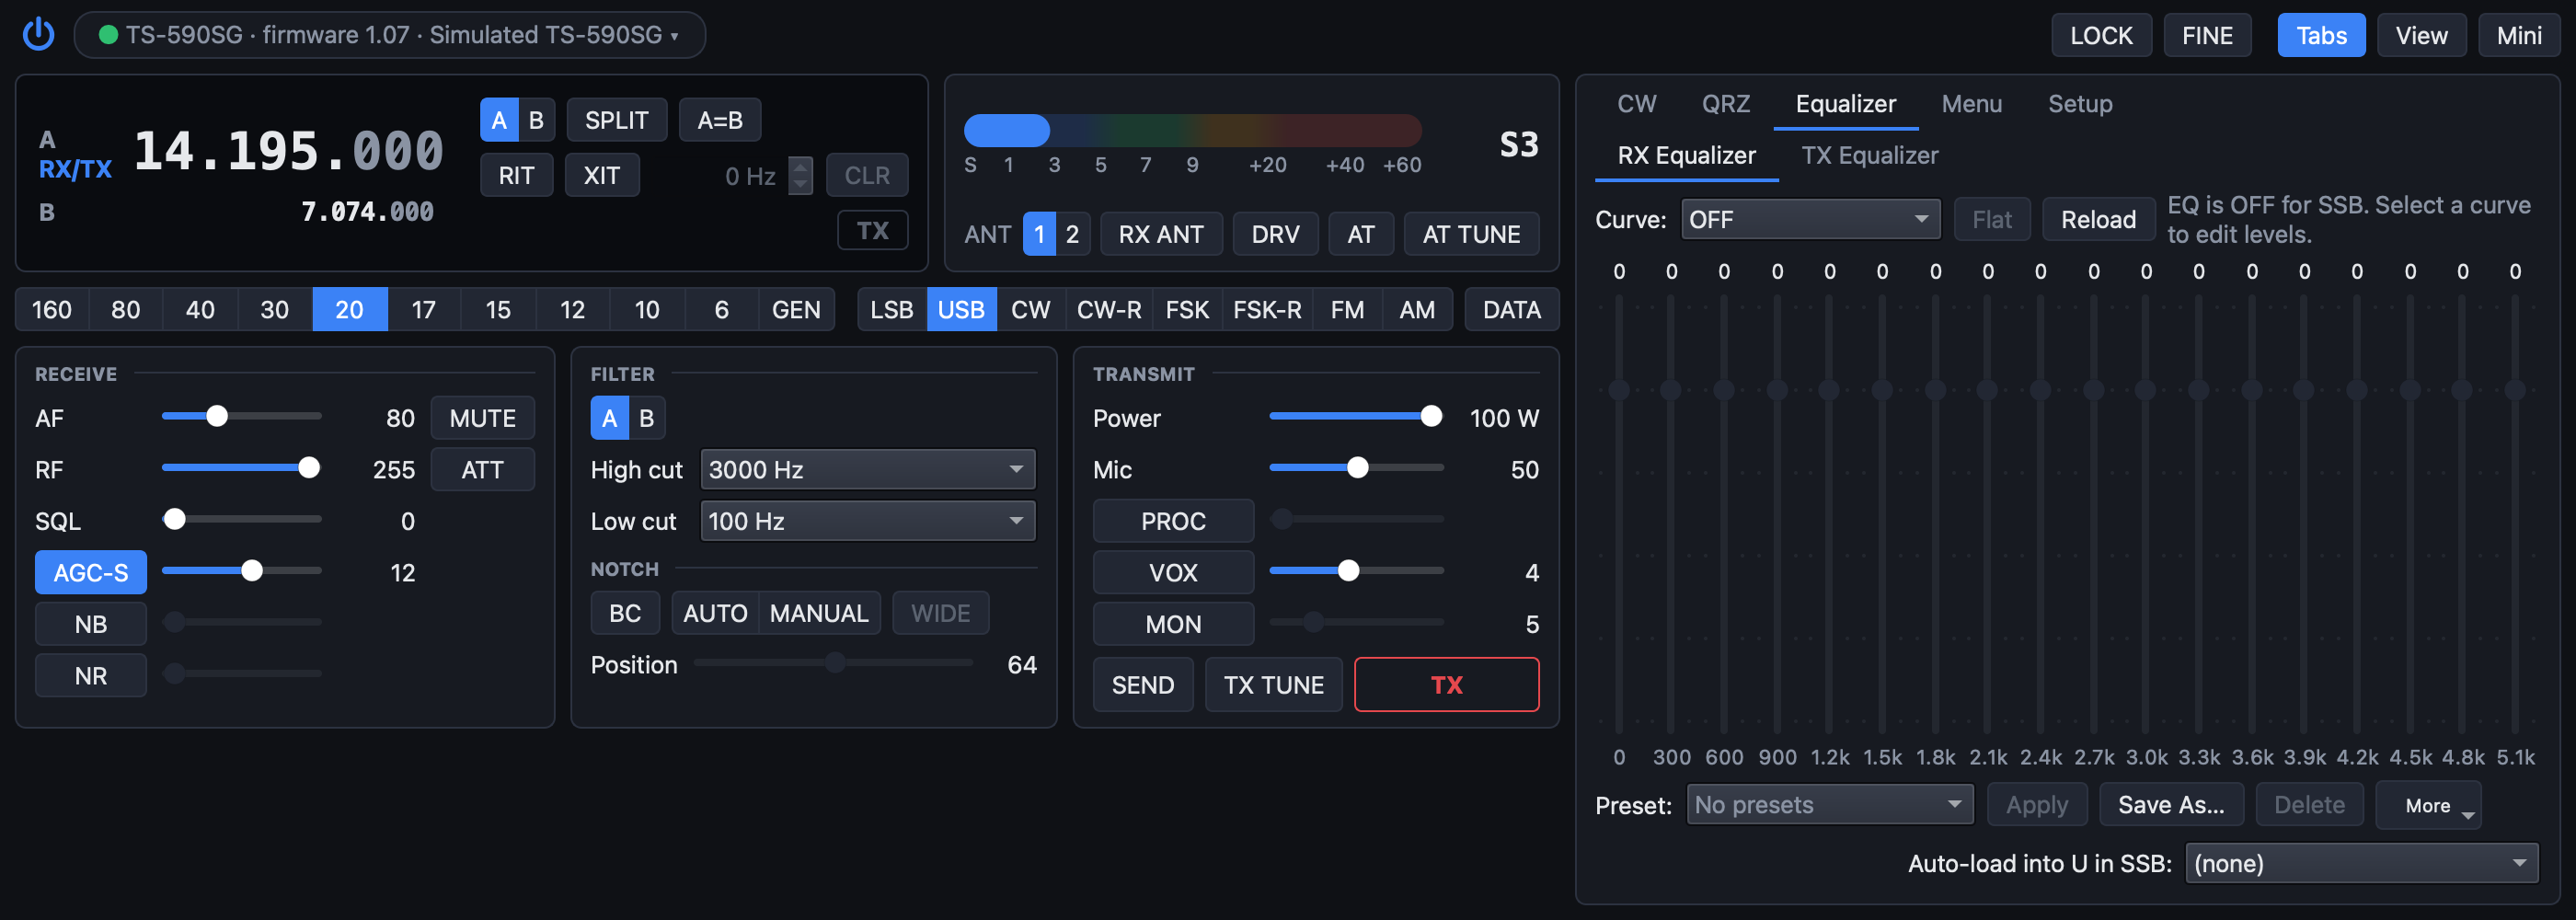 TS-590SG · firmware 1.07 · Simulated TS-590SG ▾
LOCK FINE Tabs View Mini
A
RX/TX
14.195.000
B
7.074.000
A B SPLIT A=B
RIT XIT 0 Hz CLR
TX
S 1 3 5 7 9 +20 +40 +60
S3
ANT 1 2 RX ANT DRV AT AT TUNE
160 80 40 30 20 17 15 12 10 6 GEN
LSB USB CW CW-R FSK FSK-R FM AM DATA
RECEIVE
AF 80 MUTE
RF 255 ATT
SQL 0
AGC-S 12
NB
NR
FILTER
A B
High cut 3000 Hz
Low cut 100 Hz
NOTCH
BC AUTO MANUAL WIDE
Position 64
TRANSMIT
Power 100 W
Mic 50
PROC
VOX 4
MON 5
SEND TX TUNE TX
CW QRZ Equalizer Menu Setup
RX Equalizer TX Equalizer
Curve: OFF Flat Reload
EQ is OFF for SSB. Select a curve
to edit levels.
0 0 0 0 0 0 0 0 0 0 0 0 0 0 0 0 0 0
0 300 600 900 1.2k 1.5k 1.8k 2.1k 2.4k 2.7k 3.0k 3.3k 3.6k 3.9k 4.2k 4.5k 4.8k 5.1k
Preset: No presets Apply Save As... Delete More
Auto-load into U in SSB: (none)